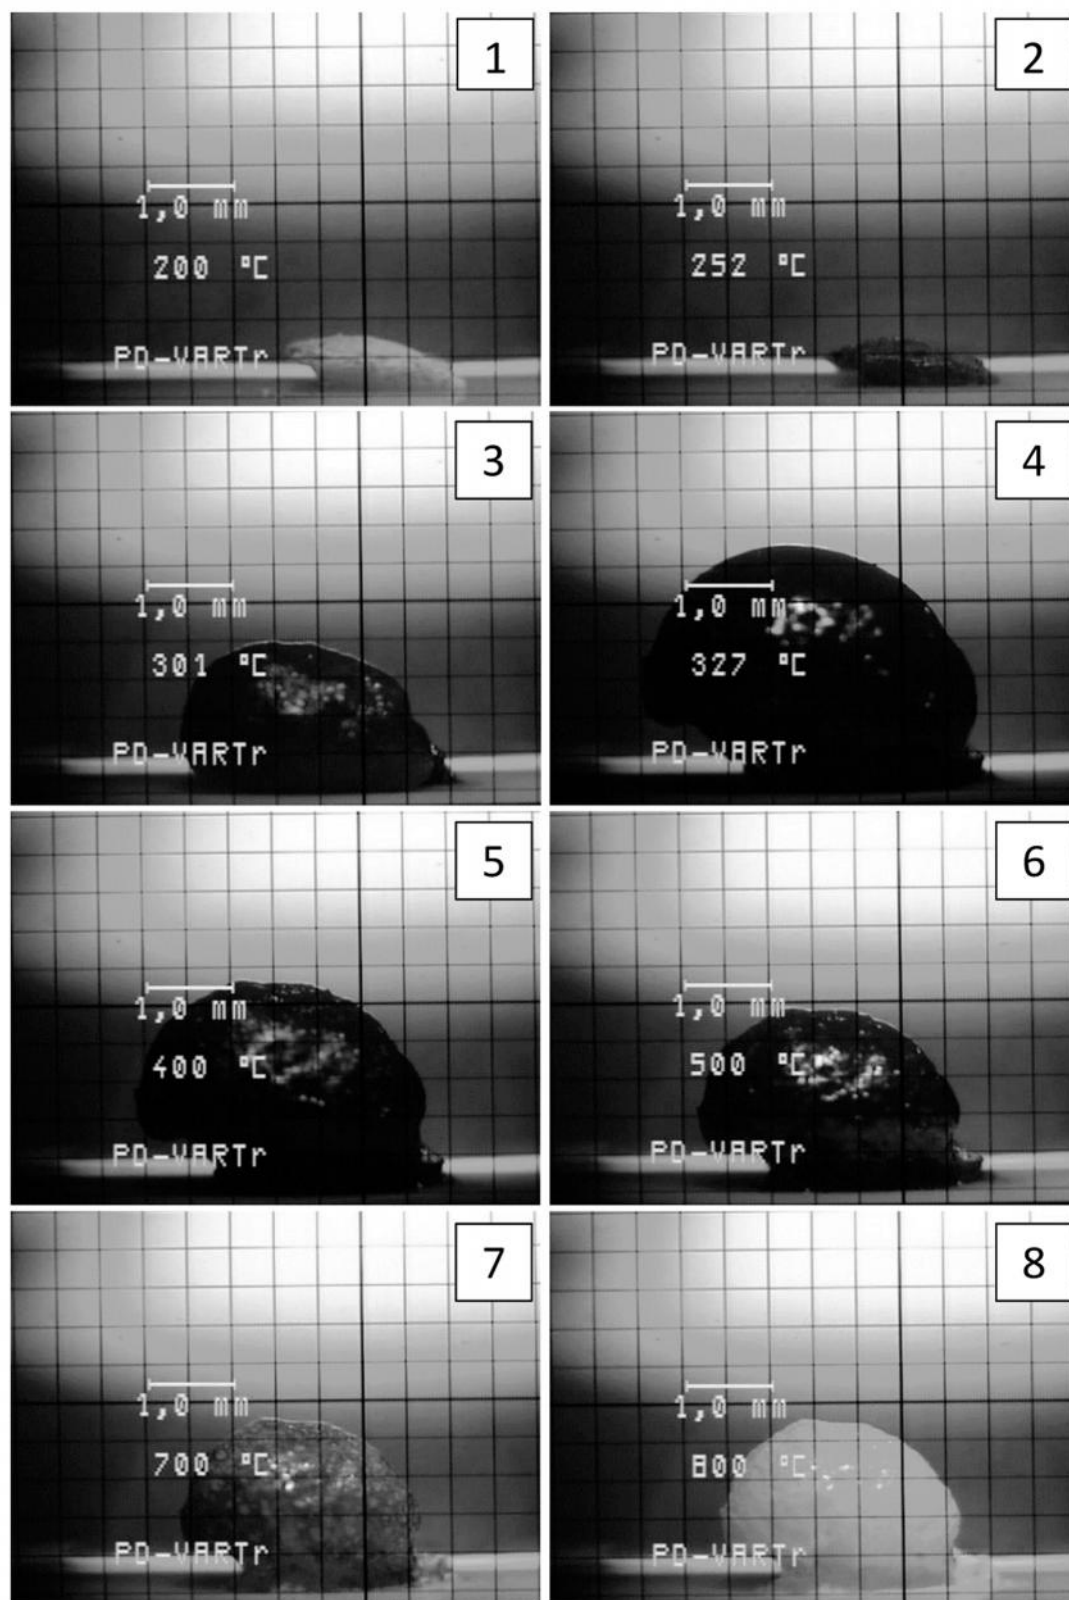 1
1,0 mm
200 °C
PD-VARTr
2
1,0 mm
252 °C
PD-VARTr
3
1,0 mm
301 °C
PD-VARTr
4
1,0 mm
327 °C
PD-VARTr
5
1,0 mm
400 °C
PD-VARTr
6
1,0 mm
500 °C
PD-VARTr
7
1,0 mm
700 °C
PD-VARTr
8
1,0 mm
800 °C
PD-VARTr